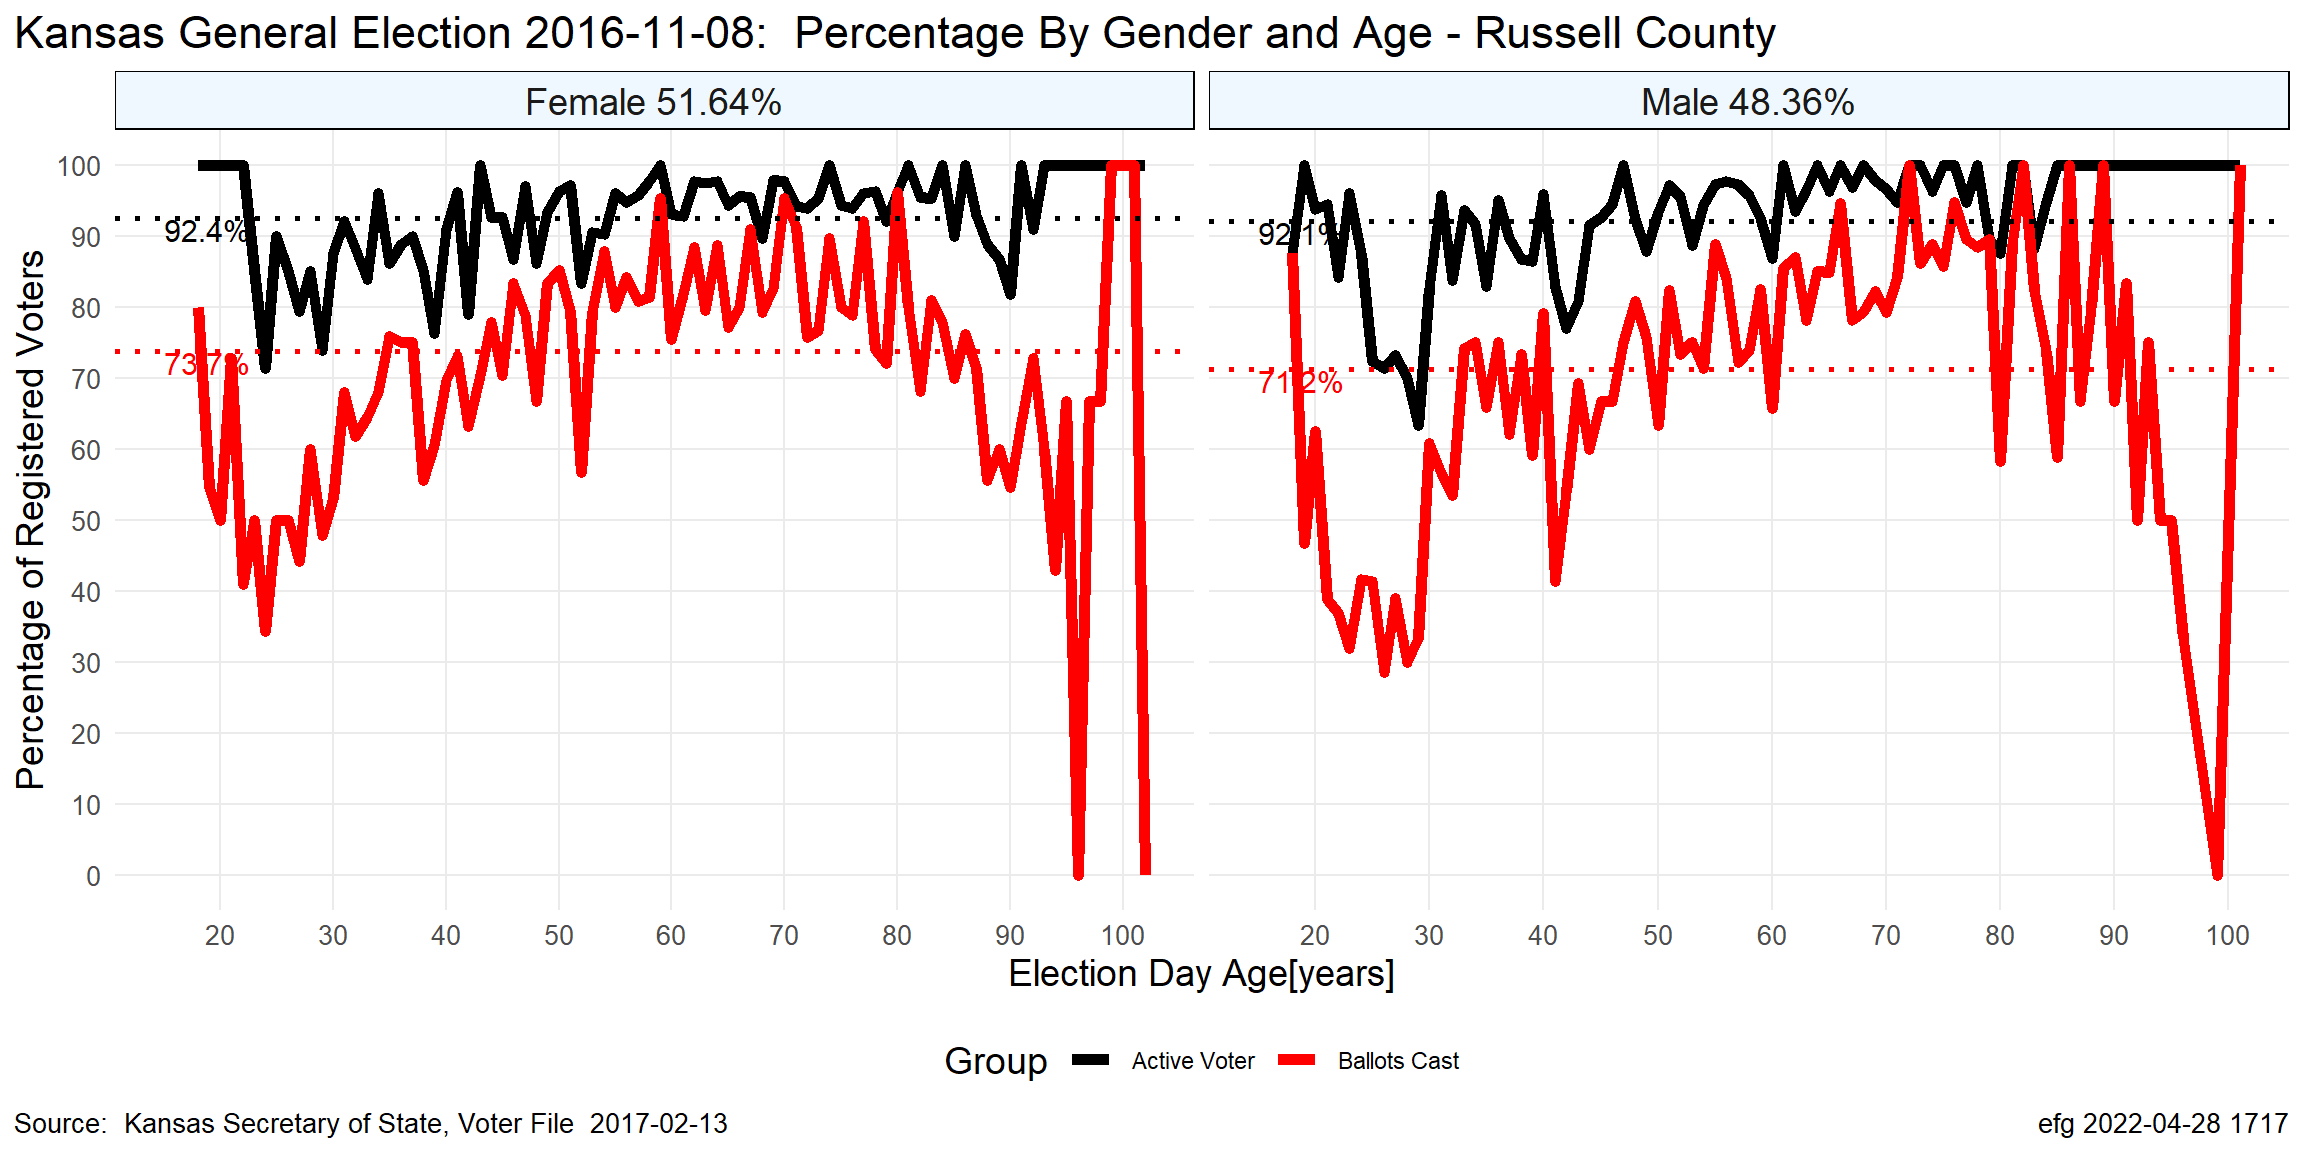 Kansas General Election 2016-11-08:  Percentage By Gender and Age - Russell County
Female 51.64%
Male 48.36%
Percentage of Registered Voters
100
90
80
70
60
50
40
30
20
10
0
92.4%
73.7%
92.1%
71.2%
20 30 40 50 60 70 80 90 100
20 30 40 50 60 70 80 90 100
Election Day Age[years]
Group Active Voter Ballots Cast
Source:  Kansas Secretary of State, Voter File  2017-02-13
efg 2022-04-28 1717